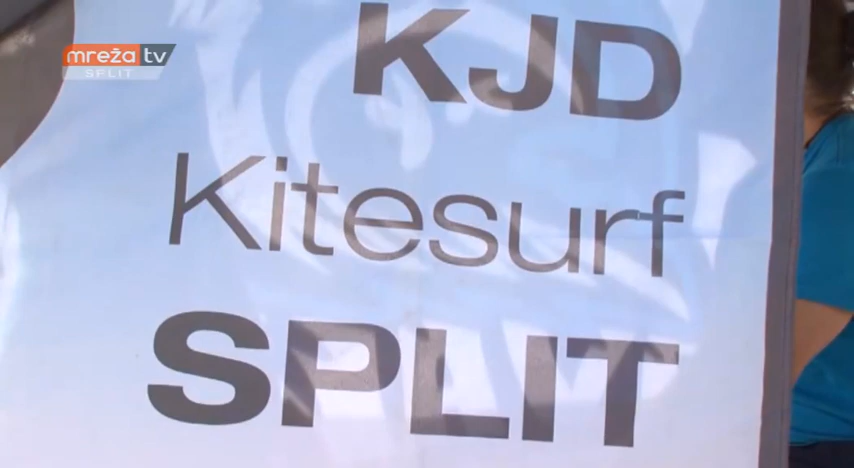 mreža tv
SPLIT
KJD
Kitesurf
SPLIT